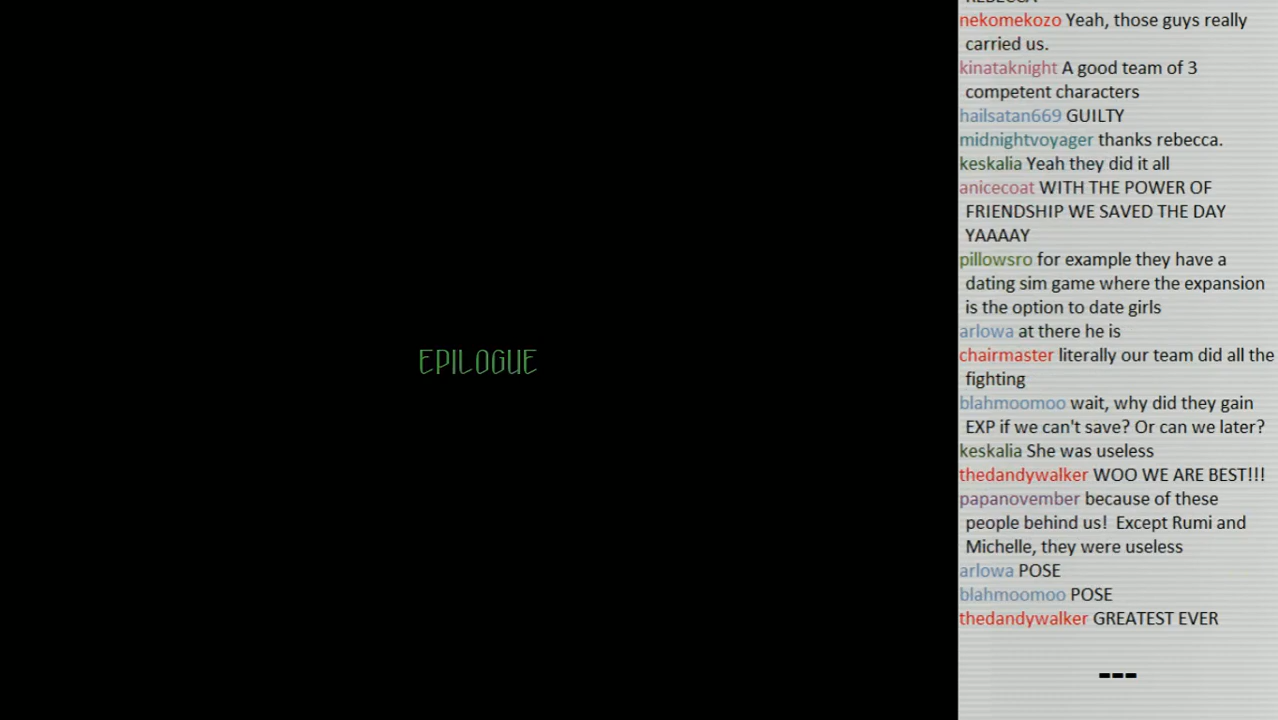 EPILOGUE
nekomekozo Yeah, those guys really
carried us.
kinataknight A good team of 3
competent characters
hailsatan669 GUILTY
midnightvoyager thanks rebecca.
keskalia Yeah they did it all
anicecoat WITH THE POWER OF
FRIENDSHIP WE SAVED THE DAY
YAAAAY
pillowsro for example they have a
dating sim game where the expansion
is the option to date girls
arlowa at there he is
chairmaster literally our team did all the
fighting
blahmoomoo wait, why did they gain
EXP if we can't save? Or can we later?
keskalia She was useless
thedandywalker WOO WE ARE BEST!!!
papanovember because of these
people behind us! Except Rumi and
Michelle, they were useless
arlowa POSE
blahmoomoo POSE
thedandywalker GREATEST EVER
---